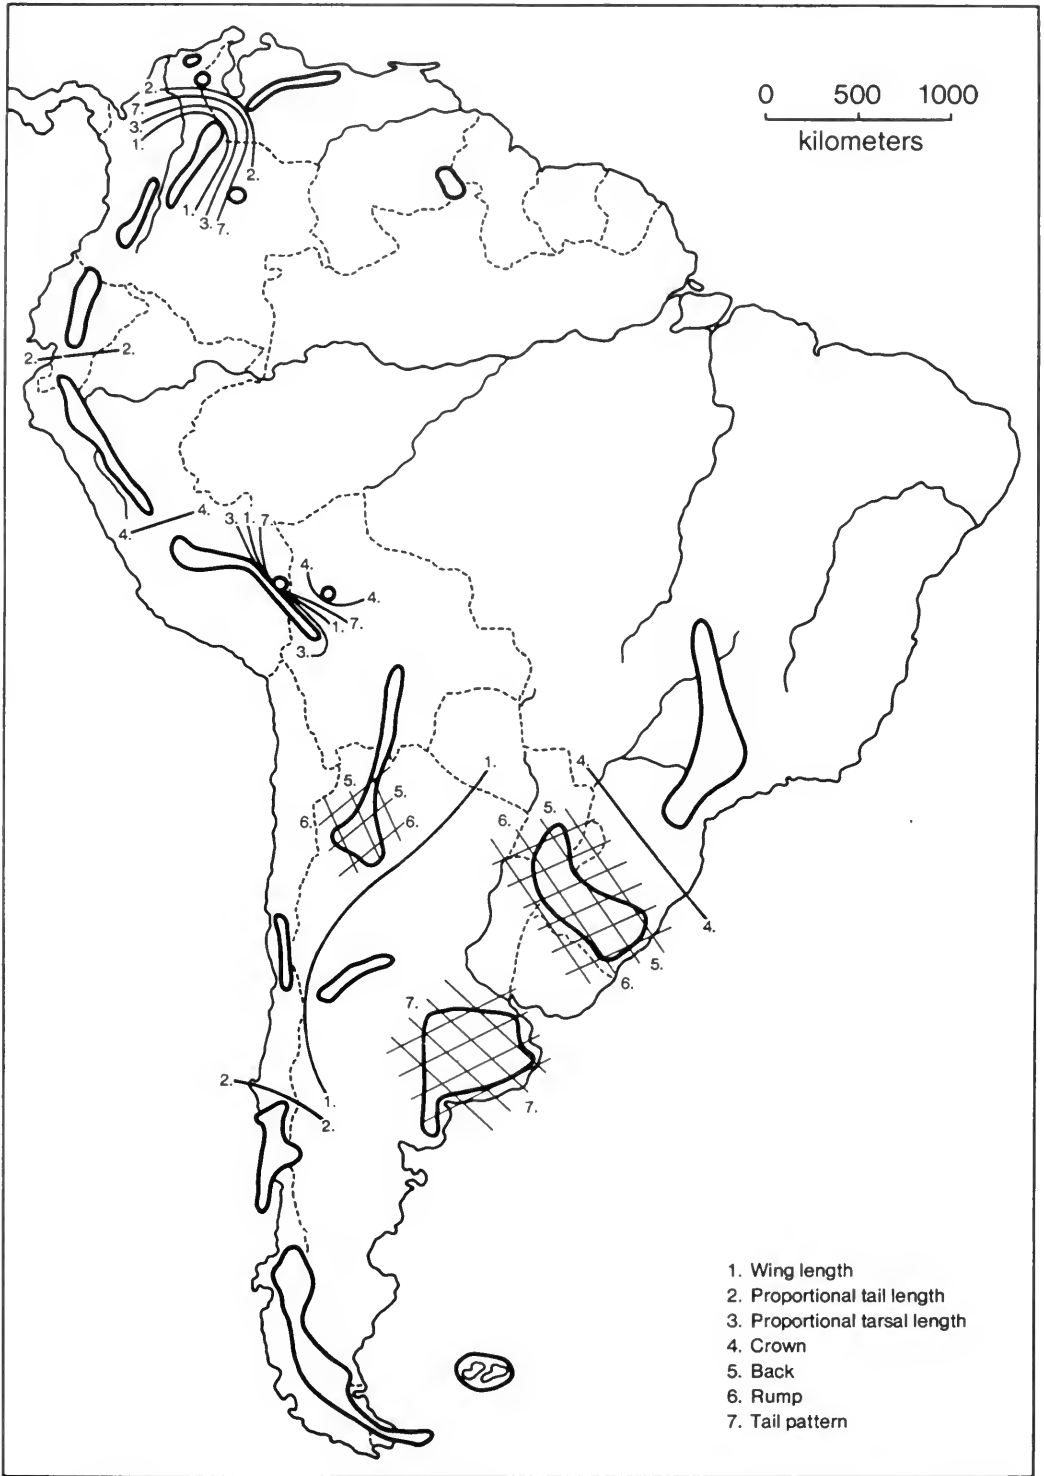 0 500 1000
kilometers
2.
7.
3.
1.
2.
1. 3. 7.
2. 2.
4. 4.
3. 1. 7.
4.
4.
1. 7.
3.
1.
4.
5.
5.
6.
6.
5.
6.
4.
5.
6.
7.
2.
1.
2.
7.
1. Wing length
2. Proportional tail length
3. Proportional tarsal length
4. Crown
5. Back
6. Rump
7. Tail pattern